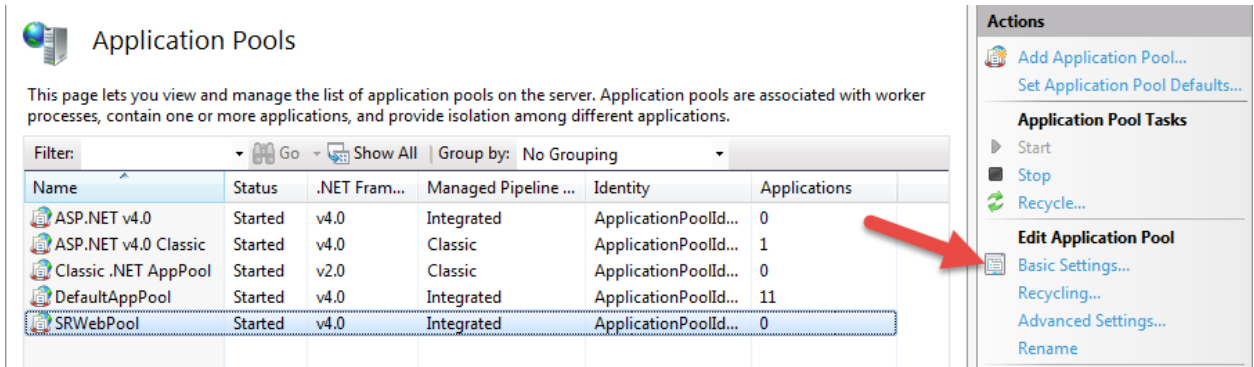 Application Pools
This page lets you view and manage the list of application pools on the server. Application pools are associated with worker
processes, contain one or more applications, and provide isolation among different applications.
Filter: Go Show All Group by: No Grouping
Name Status .NET Fram... Managed Pipeline ... Identity Applications
ASP.NET v4.0 Started v4.0 Integrated ApplicationPoolId... 0
ASP.NET v4.0 Classic Started v4.0 Classic ApplicationPoolId... 1
Classic .NET AppPool Started v2.0 Classic ApplicationPoolId... 0
DefaultAppPool Started v4.0 Integrated ApplicationPoolId... 11
SRWebPool Started v4.0 Integrated ApplicationPoolId... 0
Actions
Add Application Pool...
Set Application Pool Defaults...
Application Pool Tasks
Start
Stop
Recycle...
Edit Application Pool
Basic Settings...
Recycling...
Advanced Settings...
Rename